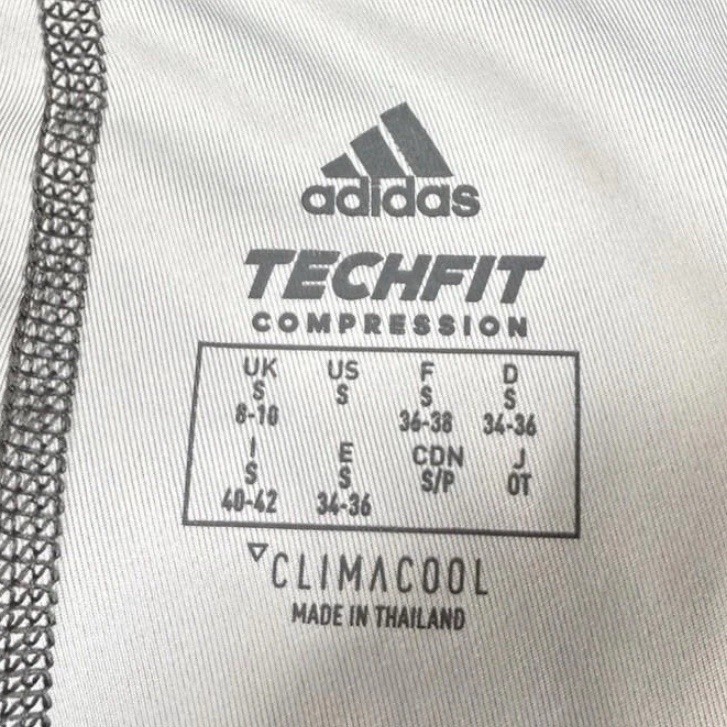 adidas
TECHFIT
COMPRESSION
UK US F D
S S S S
8-10 36-38 34-36
I E CDN J
S S S/P OT
40-42 34-36
CLIMACOOL
MADE IN THAILAND